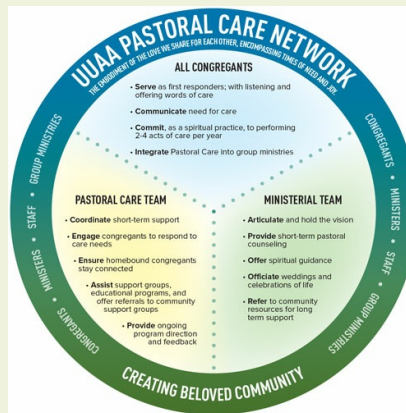 UUAA PASTORAL CARE NETWORK
THE EMBODIMENT OF THE LOVE WE SHARE FOR EACH OTHER, ENCOMPASSING TIMES OF NEED AND JOY.
ALL CONGREGANTS
• Serve as first responders; with listening and
offering words of care
• Communicate need for care
• Commit, as a spiritual practice, to performing
2-4 acts of care per year
• Integrate Pastoral Care into group ministries
PASTORAL CARE TEAM
• Coordinate short-term support
• Engage congregants to respond to
care needs
• Ensure homebound congregants
stay connected
• Assist support groups,
educational programs, and
offer referrals to community
support groups
• Provide ongoing
program direction
and feedback
MINISTERIAL TEAM
• Articulate and hold the vision
• Provide short-term pastoral
counseling
• Offer spiritual guidance
• Officiate weddings and
celebrations of life
• Refer to community
resources for long
term support
CONGREGANTS • MINISTERS • STAFF • GROUP MINISTRIES
CONGREGANTS • MINISTERS • STAFF • GROUP MINISTRIES
CREATING BELOVED COMMUNITY